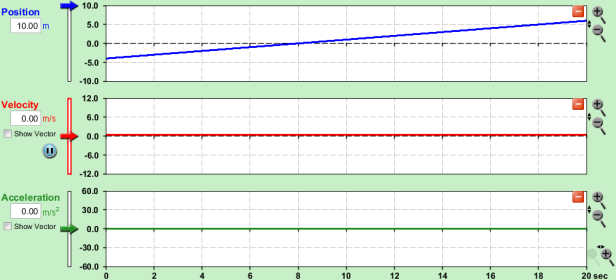 Position
10.00 m
10.0
5.0
0.0
-5.0
-10.0
Velocity
0.00 m/s
Show Vector
12.0
6.0
0.0
-6.0
-12.0
Acceleration
0.00 m/s²
Show Vector
60.0
30.0
0.0
-30.0
-60.0
0 2 4 6 8 10 12 14 16 18 20 sec